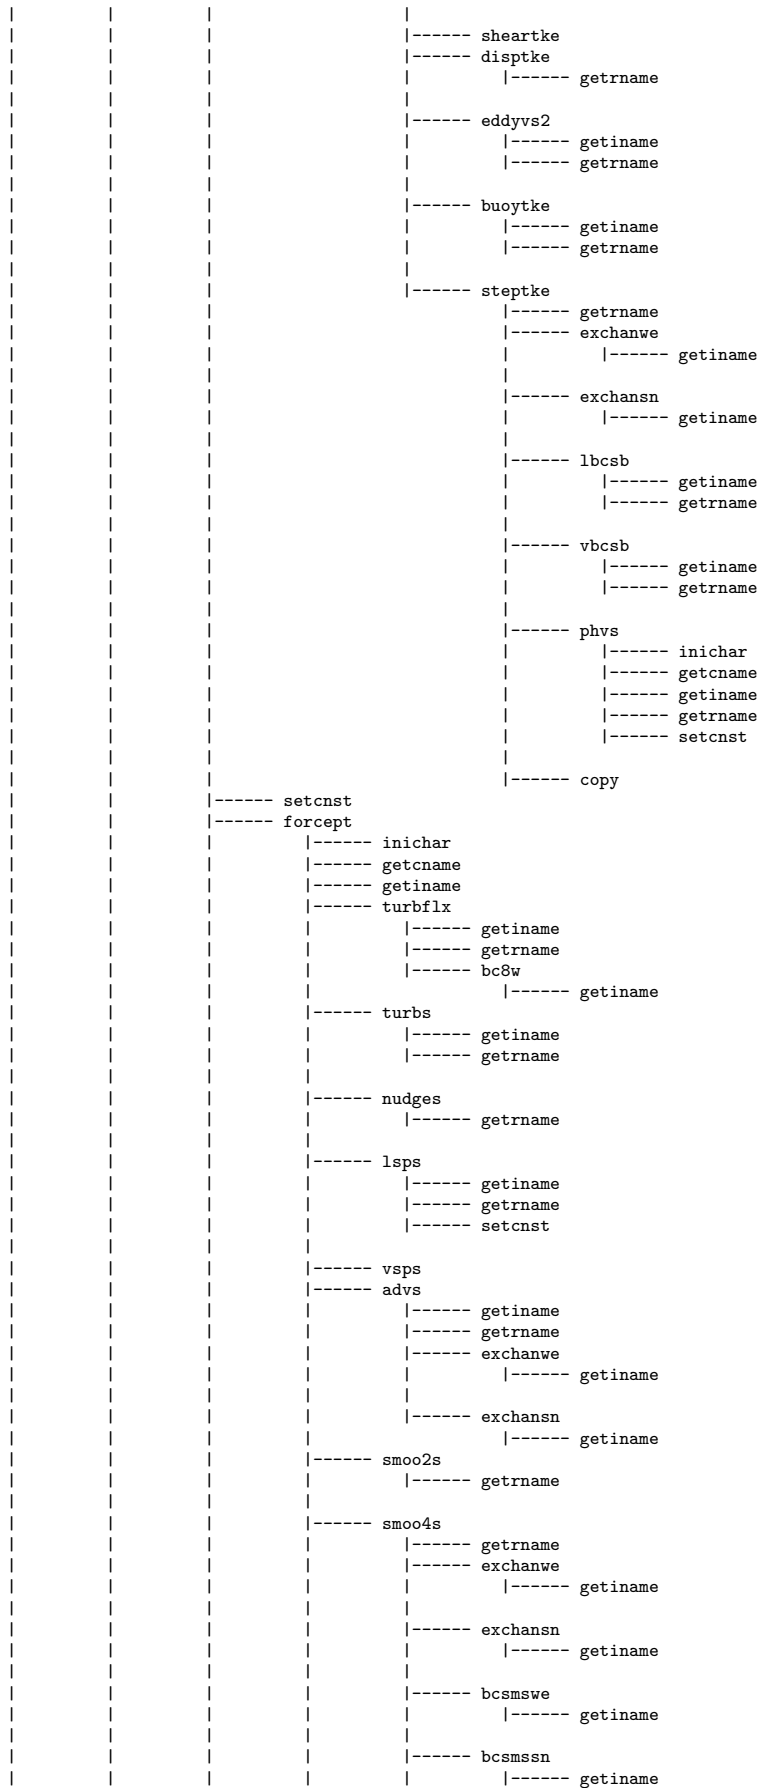 |          |          |                    |
|          |          |                    |------ sheartke
|          |          |                    |------ disptke
|          |          |                    |          |------ getrname
|          |          |                    |
|          |          |                    |------ eddyvs2
|          |          |                    |          |------ getiname
|          |          |                    |          |------ getrname
|          |          |                    |
|          |          |                    |------ buoytke
|          |          |                    |          |------ getiname
|          |          |                    |          |------ getrname
|          |          |                    |
|          |          |                    |------ steptke
|          |          |                               |------ getrname
|          |          |                               |------ exchanwe
|          |          |                               |          |------ getiname
|          |          |                               |
|          |          |                               |------ exchansn
|          |          |                               |          |------ getiname
|          |          |                               |
|          |          |                               |------ lbcsb
|          |          |                               |          |------ getiname
|          |          |                               |          |------ getrname
|          |          |                               |
|          |          |                               |------ vbcsb
|          |          |                               |          |------ getiname
|          |          |                               |          |------ getrname
|          |          |                               |
|          |          |                               |------ phvs
|          |          |                               |          |------ inichar
|          |          |                               |          |------ getcname
|          |          |                               |          |------ getiname
|          |          |                               |          |------ getrname
|          |          |                               |          |------ setcnst
|          |          |                               |
|          |          |                               |------ copy
|          |          |------ setcnst
|          |          |------ forcept
|          |          |          |------ inichar
|          |          |          |------ getcname
|          |          |          |------ getiname
|          |          |          |------ turbflx
|          |          |          |          |------ getiname
|          |          |          |          |------ getrname
|          |          |          |          |------ bc8w
|          |          |          |                     |------ getiname
|          |          |          |------ turbs
|          |          |          |          |------ getiname
|          |          |          |          |------ getrname
|          |          |          |
|          |          |          |------ nudges
|          |          |          |          |------ getrname
|          |          |          |
|          |          |          |------ lsps
|          |          |          |          |------ getiname
|          |          |          |          |------ getrname
|          |          |          |          |------ setcnst
|          |          |          |
|          |          |          |------ vsps
|          |          |          |------ advs
|          |          |          |          |------ getiname
|          |          |          |          |------ getrname
|          |          |          |          |------ exchanwe
|          |          |          |          |          |------ getiname
|          |          |          |          |
|          |          |          |          |------ exchansn
|          |          |          |                     |------ getiname
|          |          |          |------ smoo2s
|          |          |          |          |------ getrname
|          |          |          |
|          |          |          |------ smoo4s
|          |          |          |          |------ getrname
|          |          |          |          |------ exchanwe
|          |          |          |          |          |------ getiname
|          |          |          |          |
|          |          |          |          |------ exchansn
|          |          |          |          |          |------ getiname
|          |          |          |          |
|          |          |          |          |------ bcsmswe
|          |          |          |          |          |------ getiname
|          |          |          |          |
|          |          |          |          |------ bcsmssn
|          |          |          |          |          |------ getiname